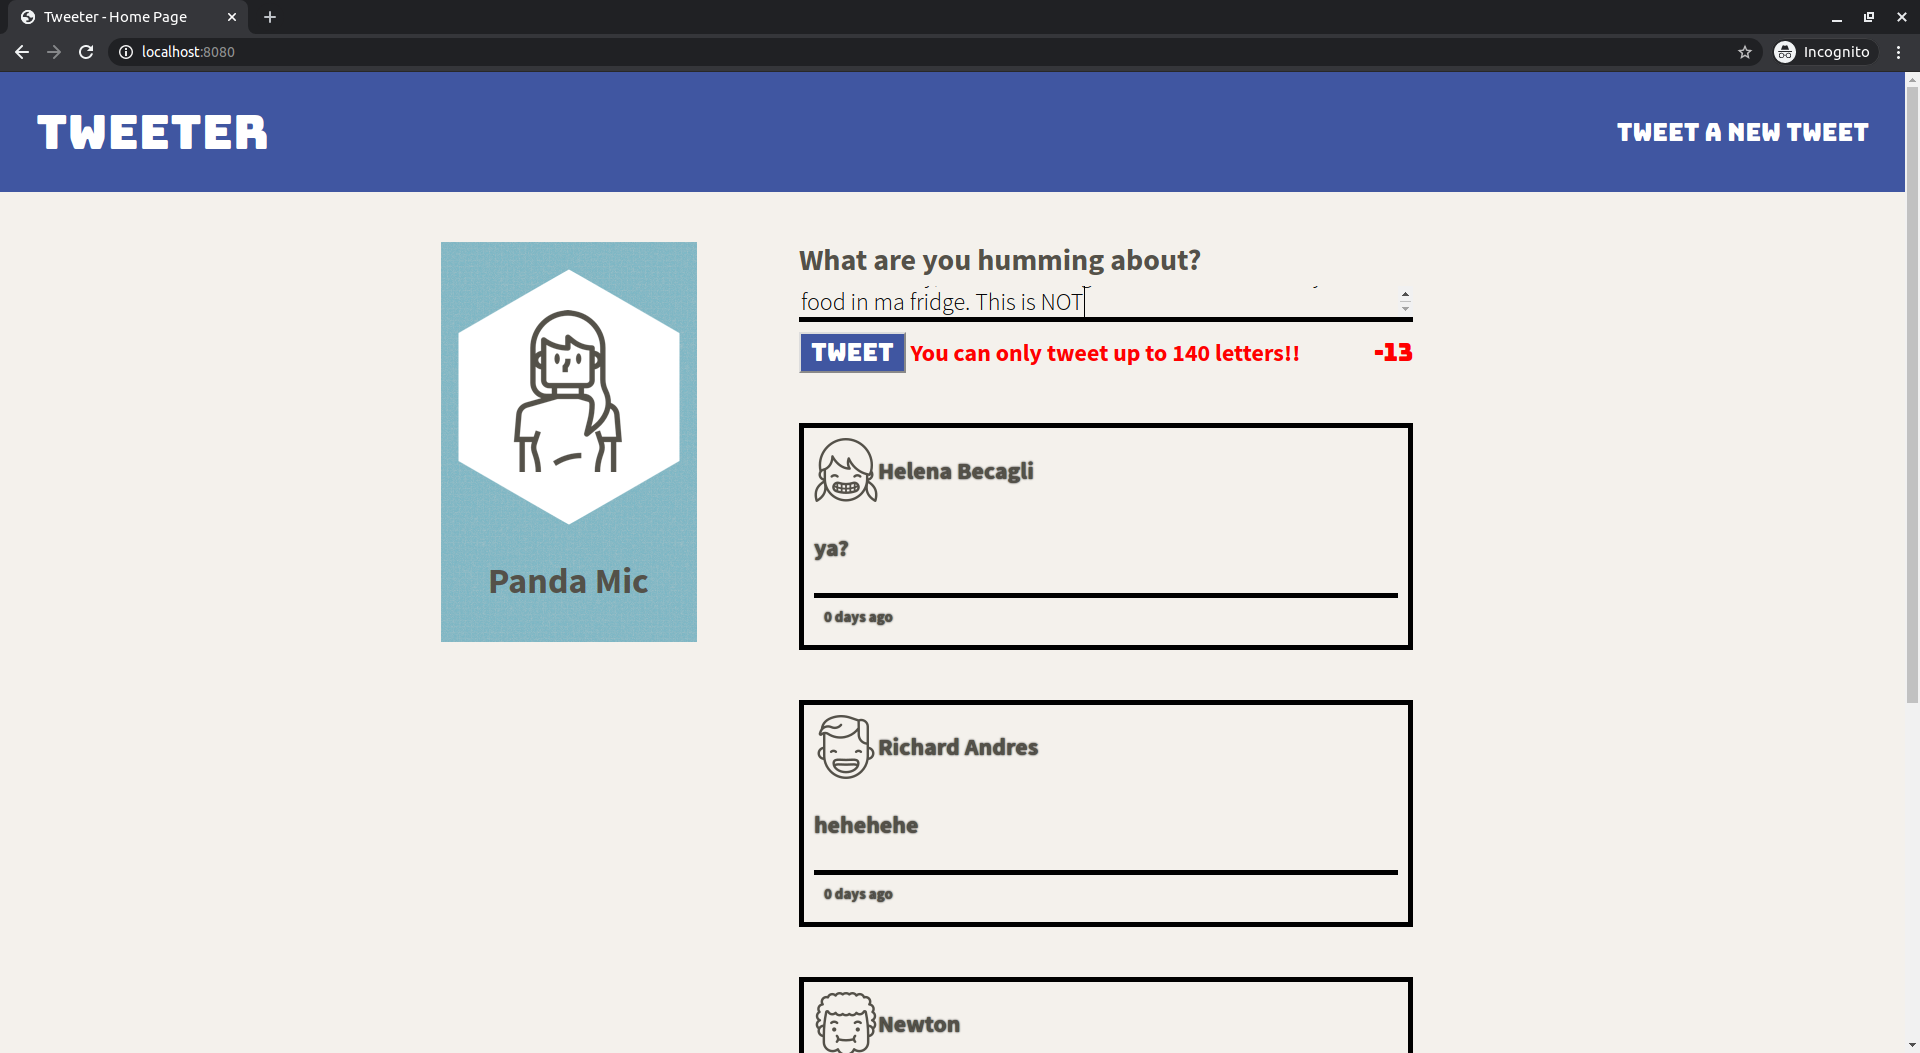 Tweeter - Home Page
localhost:8080
Incognito
TWEETER
TWEET A NEW TWEET
What are you humming about?
food in ma fridge. This is NOT
TWEET You can only tweet up to 140 letters!! -13
Panda Mic
Helena Becagli
ya?
0 days ago
Richard Andres
hehehehe
0 days ago
Newton